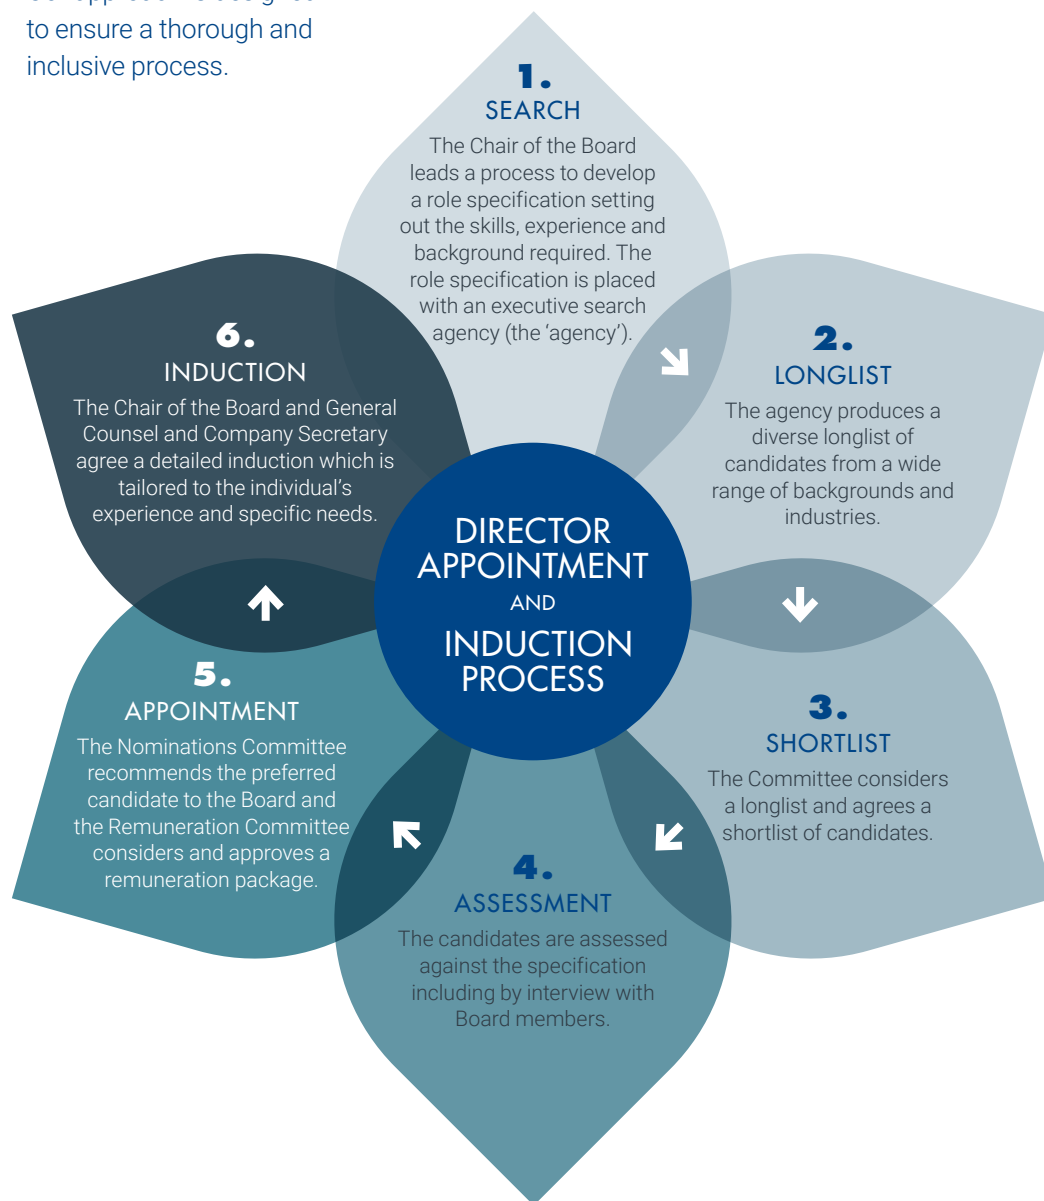 to ensure a thorough and
inclusive process.
1.
SEARCH
The Chair of the Board
leads a process to develop
a role specification setting
out the skills, experience and
background required. The
role specification is placed
with an executive search
agency (the ‘agency’).
2.
LONGLIST
The agency produces a
diverse longlist of
candidates from a wide
range of backgrounds and
industries.
3.
SHORTLIST
The Committee considers
a longlist and agrees a
shortlist of candidates.
4.
ASSESSMENT
The candidates are assessed
against the specification
including by interview with
Board members.
5.
APPOINTMENT
The Nominations Committee
recommends the preferred
candidate to the Board and
the Remuneration Committee
considers and approves a
remuneration package.
6.
INDUCTION
The Chair of the Board and General
Counsel and Company Secretary
agree a detailed induction which is
tailored to the individual’s
experience and specific needs.
DIRECTOR
APPOINTMENT
AND
INDUCTION
PROCESS